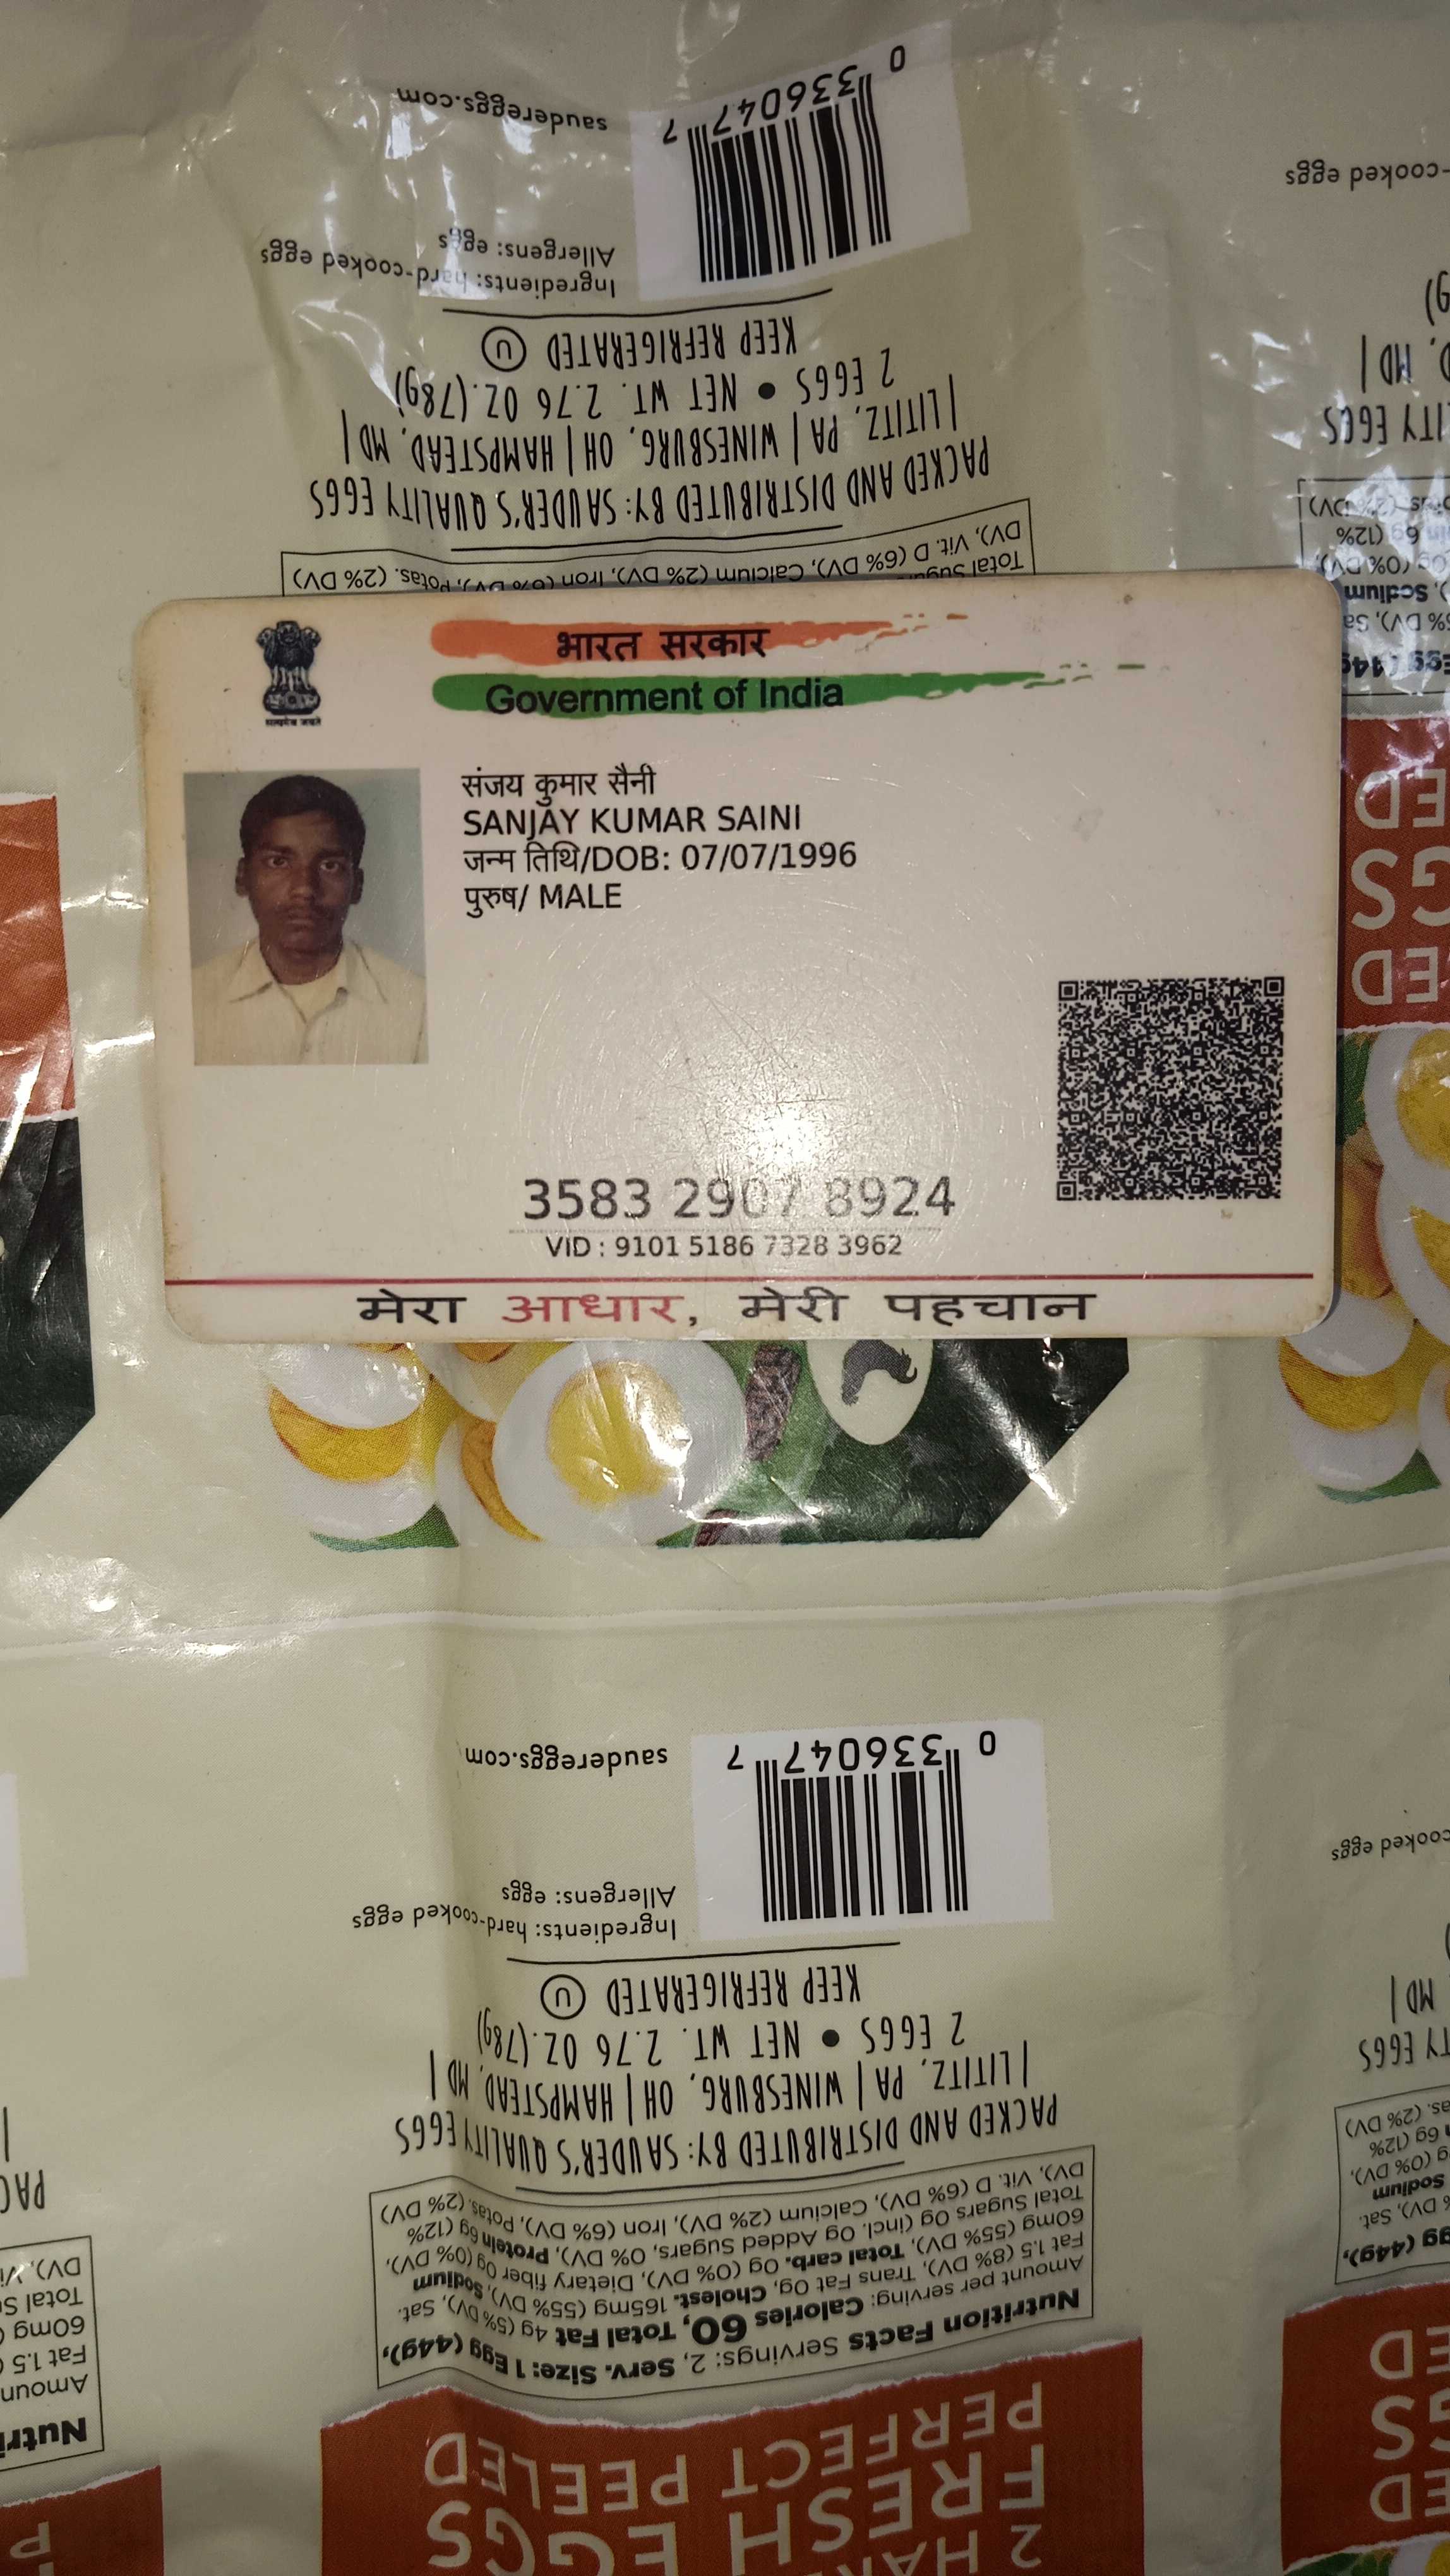 0 336047 7
saudereggs.com
Ingredients: hard-cooked eggs
Allergens: eggs
KEEP REFRIGERATED U
2 EGGS • NET WT. 2.76 OZ.(78g)
| LITITZ, PA | WINESBURG, OH | HAMPSTEAD, MD |
PACKED AND DISTRIBUTED BY: SAUDER'S QUALITY EGGS
DV), Vit. D (6% DV), Calcium (2% DV), Iron (6% DV), Potas. (2% DV)
-cooked eggs
g)
D, MD |
ITY EGGS
भारत सरकार
Government of India
सत्यमेव जयते
संजय कुमार सैनी
SANJAY KUMAR SAINI
जन्म तिथि/DOB: 07/07/1996
पुरुष/ MALE
3583 2907 8924
VID : 9101 5186 7328 3962
मेरा आधार, मेरी पहचान
0 336047 7
saudereggs.com
Ingredients: hard-cooked eggs
Allergens: eggs
KEEP REFRIGERATED U
2 EGGS • NET WT. 2.76 OZ.(78g)
| LITITZ, PA | WINESBURG, OH | HAMPSTEAD, MD |
PACKED AND DISTRIBUTED BY: SAUDER'S QUALITY EGGS
Nutrition Facts Servings: 2, Serv. Size: 1 Egg (44g),
Amount per serving: Calories 60, Total Fat 4g (5% DV), Sat.
Fat 1.5 (8% DV), Trans Fat 0g, Cholest. 165mg (55% DV), Sodium
60mg (55% DV), Total carb. 0g (0% DV), Dietary fiber 0g (0% DV),
Total Sugars 0g (incl. 0g Added Sugars, 0% DV), Protein 6g (12%
DV), Vit. D (6% DV), Calcium (2% DV), Iron (6% DV), Potas. (2% DV)
2 HAR
FRESH EGGS
PERFECT PEELED